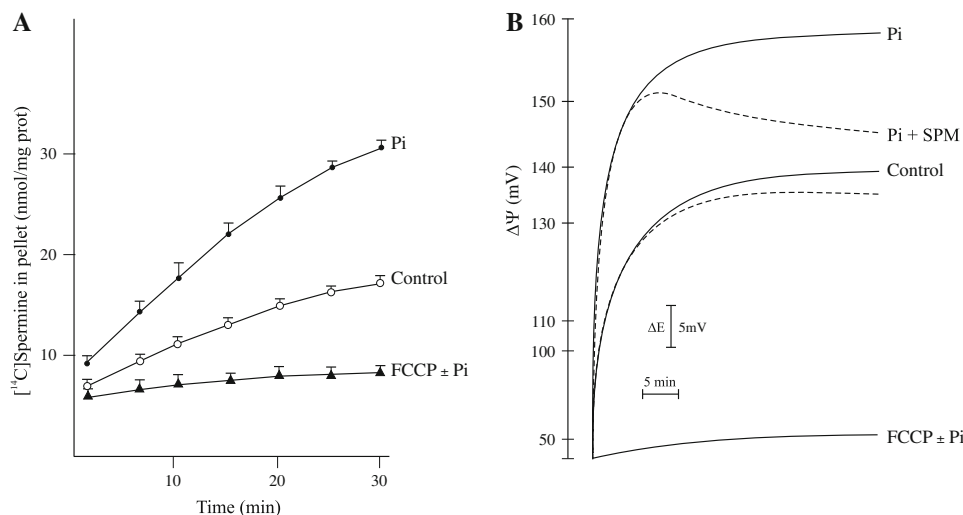 A
[¹⁴C]Spermine in pellet (nmol/mg prot)
30
20
10
Pi
Control
FCCP ± Pi
10
20
30
Time (min)
B
ΔΨ (mV)
160
150
140
130
110
100
50
Pi
Pi + SPM
Control
ΔE
5mV
5 min
FCCP ± Pi